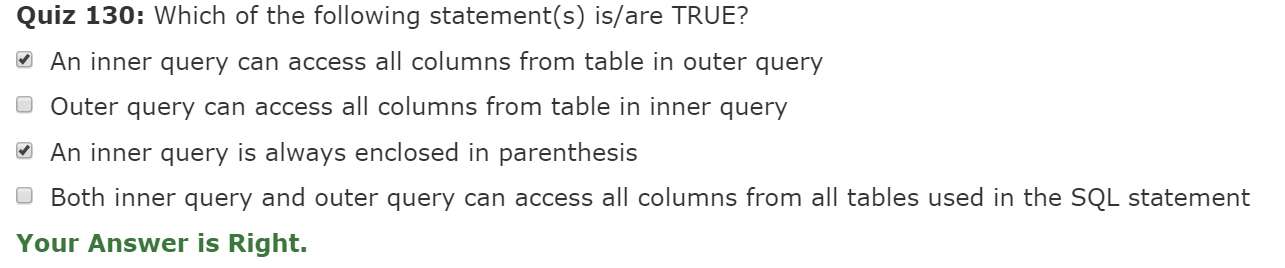 Quiz 130: Which of the following statement(s) is/are TRUE?
An inner query can access all columns from table in outer query
Outer query can access all columns from table in inner query
An inner query is always enclosed in parenthesis
Both inner query and outer query can access all columns from all tables used in the SQL statement
Your Answer is Right.